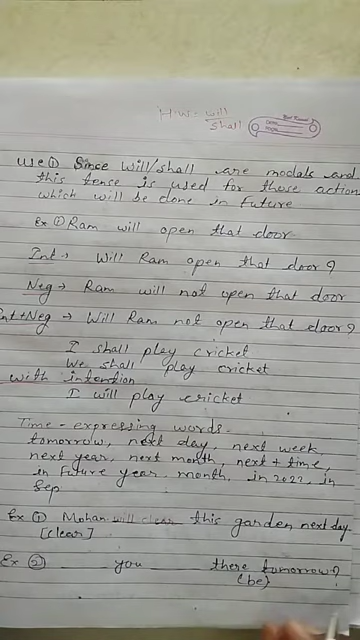 H.W:- will
shall
Use ① Since Will/shall are modals and
this tense is used for those action
which will be done in future
Ex ① Ram will open that door.
Int → Will Ram open that door?
Neg → Ram will not open that door
Int+Neg → Will Ram not open that door?
I shall play cricket
We shall play cricket
with intention
I will play cricket
Time-expressing words.
tomorrow, next day, next week,
next year, next month, next + time,
in future year, month, in 2022, in
Sep
Ex ① Mohan will clear this garden next day.
[clear]
Ex ② ____ you ____ there tomorrow?
(be)